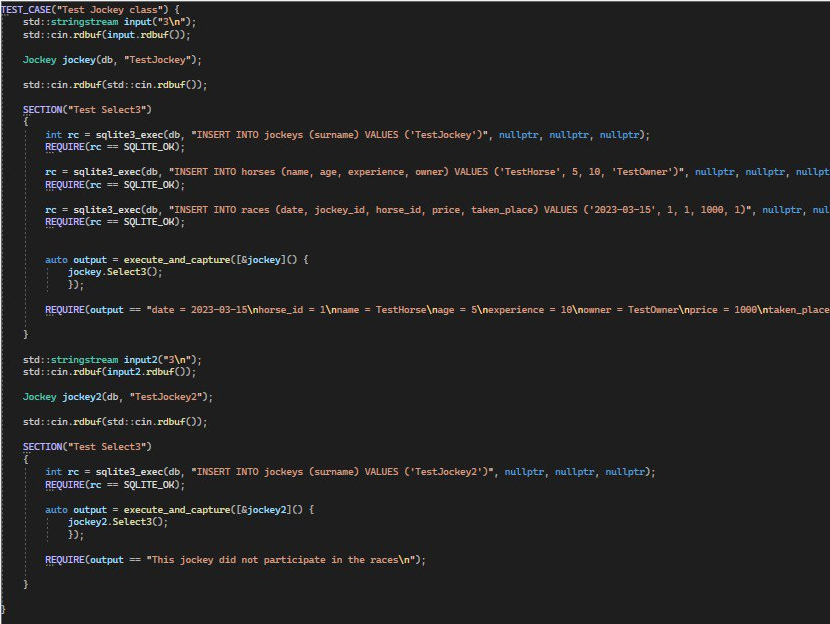 TEST_CASE("Test Jockey class") {
std::stringstream input("3\n");
std::cin.rdbuf(input.rdbuf());
Jockey jockey(db, "TestJockey");
std::cin.rdbuf(std::cin.rdbuf());
SECTION("Test Select3")
{
int rc = sqlite3_exec(db, "INSERT INTO jockeys (surname) VALUES ('TestJockey')", nullptr, nullptr, nullptr);
REQUIRE(rc == SQLITE_OK);
rc = sqlite3_exec(db, "INSERT INTO horses (name, age, experience, owner) VALUES ('TestHorse', 5, 10, 'TestOwner')", nullptr, nullptr, nullpt
REQUIRE(rc == SQLITE_OK);
rc = sqlite3_exec(db, "INSERT INTO races (date, jockey_id, horse_id, price, taken_place) VALUES ('2023-03-15', 1, 1, 1000, 1)", nullptr, nul
REQUIRE(rc == SQLITE_OK);
auto output = execute_and_capture([&jockey]() {
jockey.Select3();
});
REQUIRE(output == "date = 2023-03-15\nhorse_id = 1\nname = TestHorse\nage = 5\nexperience = 10\nowner = TestOwner\nprice = 1000\ntaken_place
}
std::stringstream input2("3\n");
std::cin.rdbuf(input2.rdbuf());
Jockey jockey2(db, "TestJockey2");
std::cin.rdbuf(std::cin.rdbuf());
SECTION("Test Select3")
{
int rc = sqlite3_exec(db, "INSERT INTO jockeys (surname) VALUES ('TestJockey2')", nullptr, nullptr, nullptr);
REQUIRE(rc == SQLITE_OK);
auto output = execute_and_capture([&jockey2]() {
jockey2.Select3();
});
REQUIRE(output == "This jockey did not participate in the races\n");
}
}